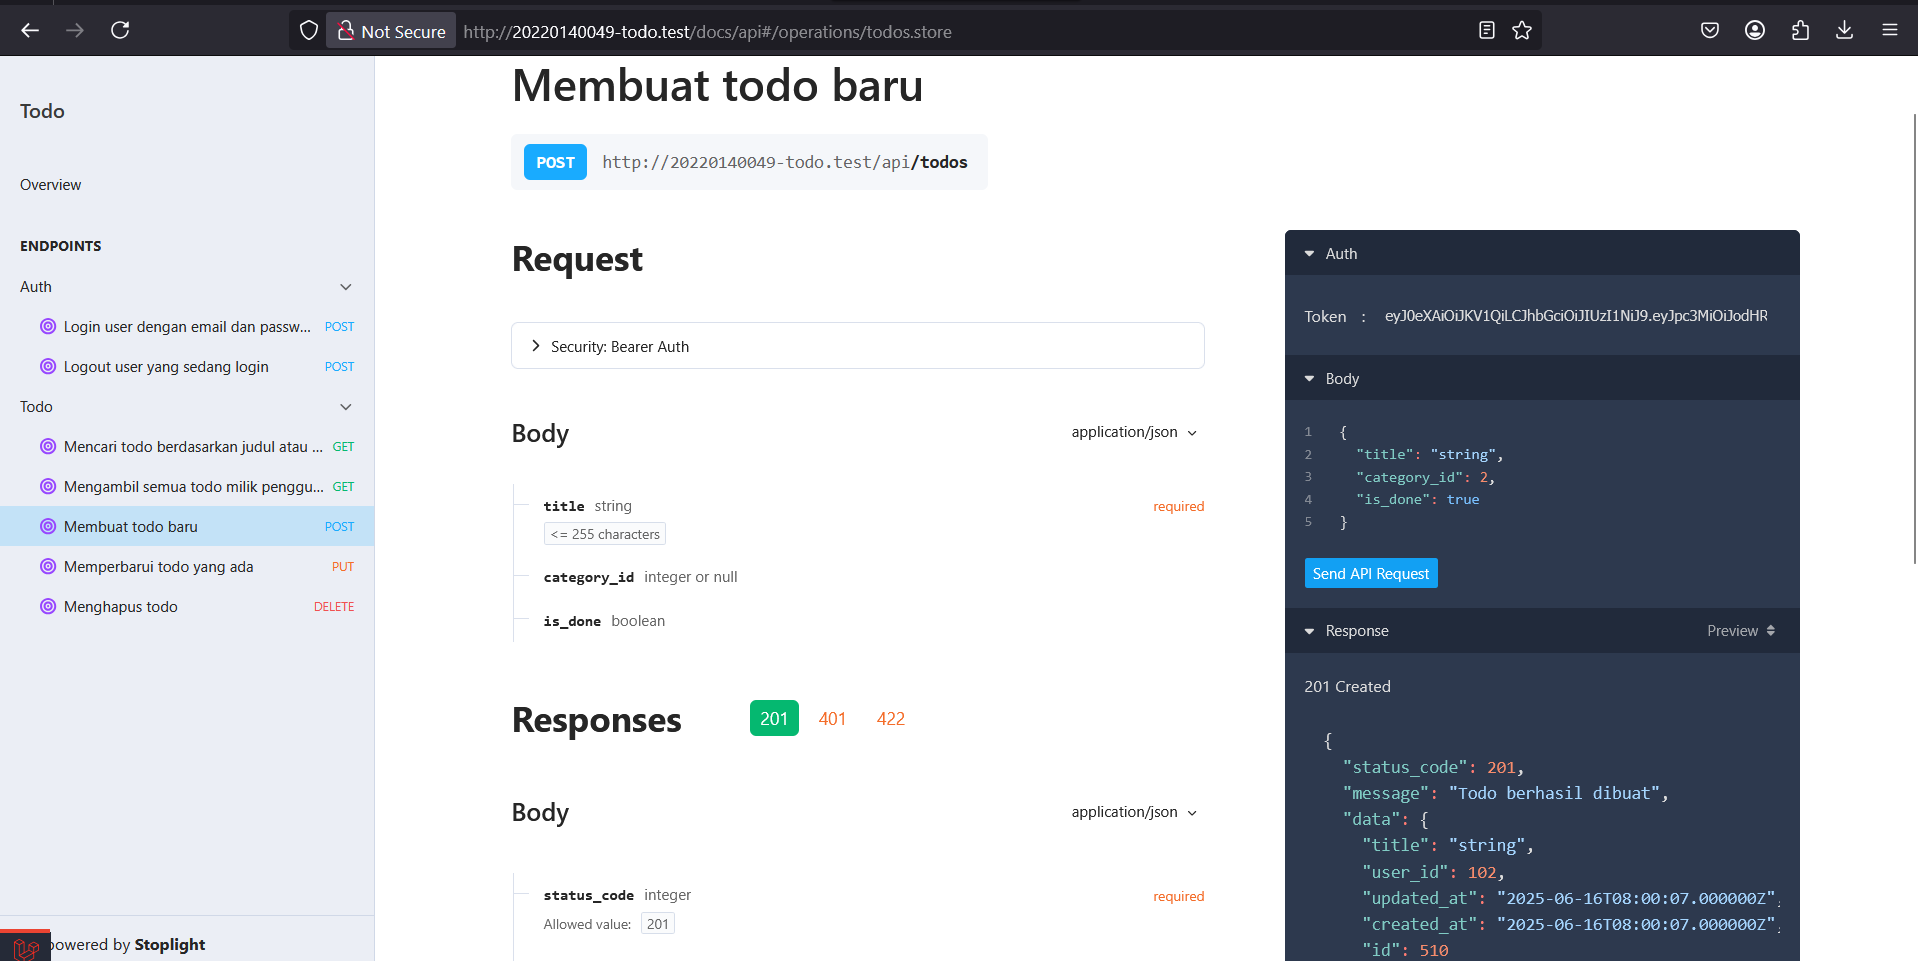 Not Secure http://20220140049-todo.test/docs/api#/operations/todos.store
Todo
Overview
ENDPOINTS
Auth
Login user dengan email dan passw... POST
Logout user yang sedang login POST
Todo
Mencari todo berdasarkan judul atau ... GET
Mengambil semua todo milik penggu... GET
Membuat todo baru POST
Memperbarui todo yang ada PUT
Menghapus todo DELETE
powered by Stoplight
Membuat todo baru
POST http://20220140049-todo.test/api/todos
Request
Security: Bearer Auth
Body application/json
title string required
<= 255 characters
category_id integer or null
is_done boolean
Responses 201 401 422
Body application/json
status_code integer required
Allowed value: 201
Auth
Token : eyJ0eXAiOiJKV1QiLCJhbGciOiJIUzI1NiJ9.eyJpc3MiOiJodHR
Body
1 {
2 "title": "string",
3 "category_id": 2,
4 "is_done": true
5 }
Send API Request
Response Preview
201 Created
{
"status_code": 201,
"message": "Todo berhasil dibuat",
"data": {
"title": "string",
"user_id": 102,
"updated_at": "2025-06-16T08:00:07.000000Z",
"created_at": "2025-06-16T08:00:07.000000Z",
"id": 510